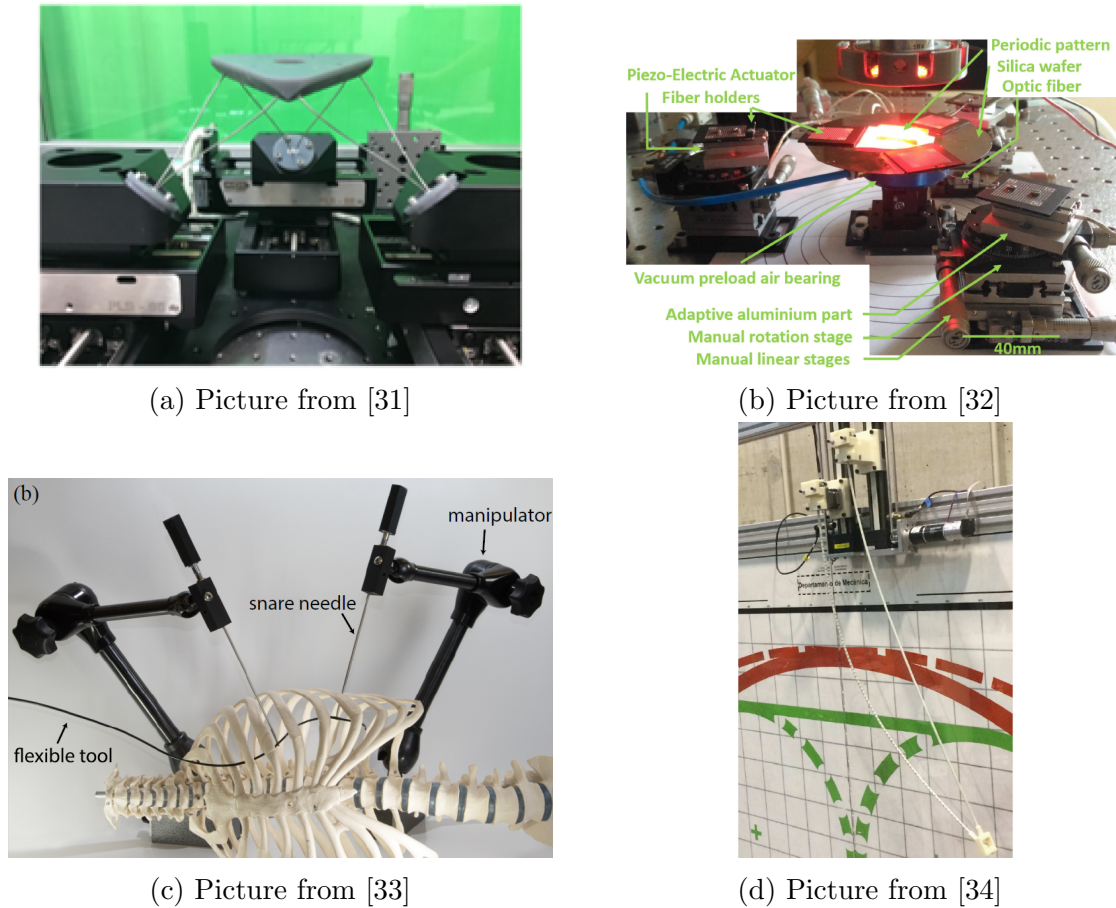 Piezo-Electric Actuator
Fiber holders
Periodic pattern
Silica wafer
Optic fiber
Vacuum preload air bearing
Adaptive aluminium part
Manual rotation stage
Manual linear stages
40mm
(a) Picture from [31]
(b) Picture from [32]
(b)
manipulator
snare needle
flexible tool
Departamento de Mecánica
(c) Picture from [33]
(d) Picture from [34]